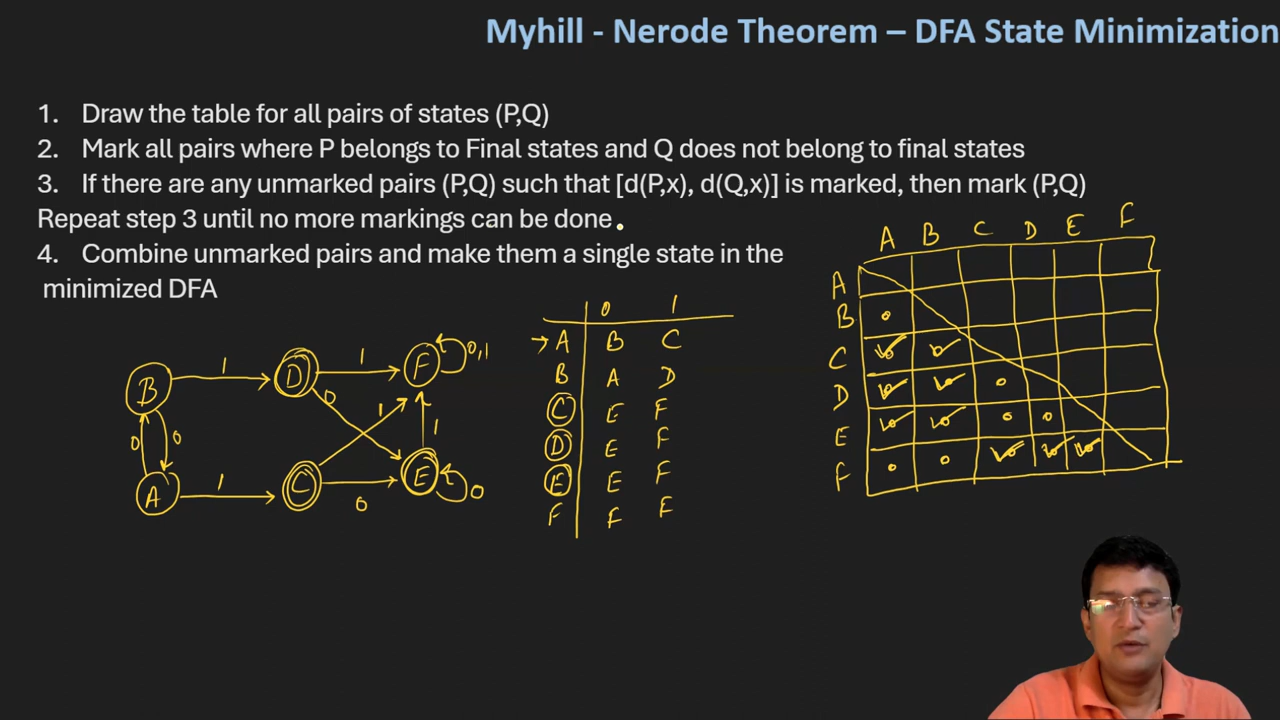 Myhill - Nerode Theorem – DFA State Minimization
1. Draw the table for all pairs of states (P,Q)
2. Mark all pairs where P belongs to Final states and Q does not belong to final states
3. If there are any unmarked pairs (P,Q) such that [d(P,x), d(Q,x)] is marked, then mark (P,Q)
Repeat step 3 until no more markings can be done.
4. Combine unmarked pairs and make them a single state in the
minimized DFA
B 1 D 1 F 0,1
0 0 0 1 1
A 1 C 0 E 0
0 1
→ A B C
B A D
C E F
D E F
E E F
F F F
A B C D E F
A
B
C
D
E
F